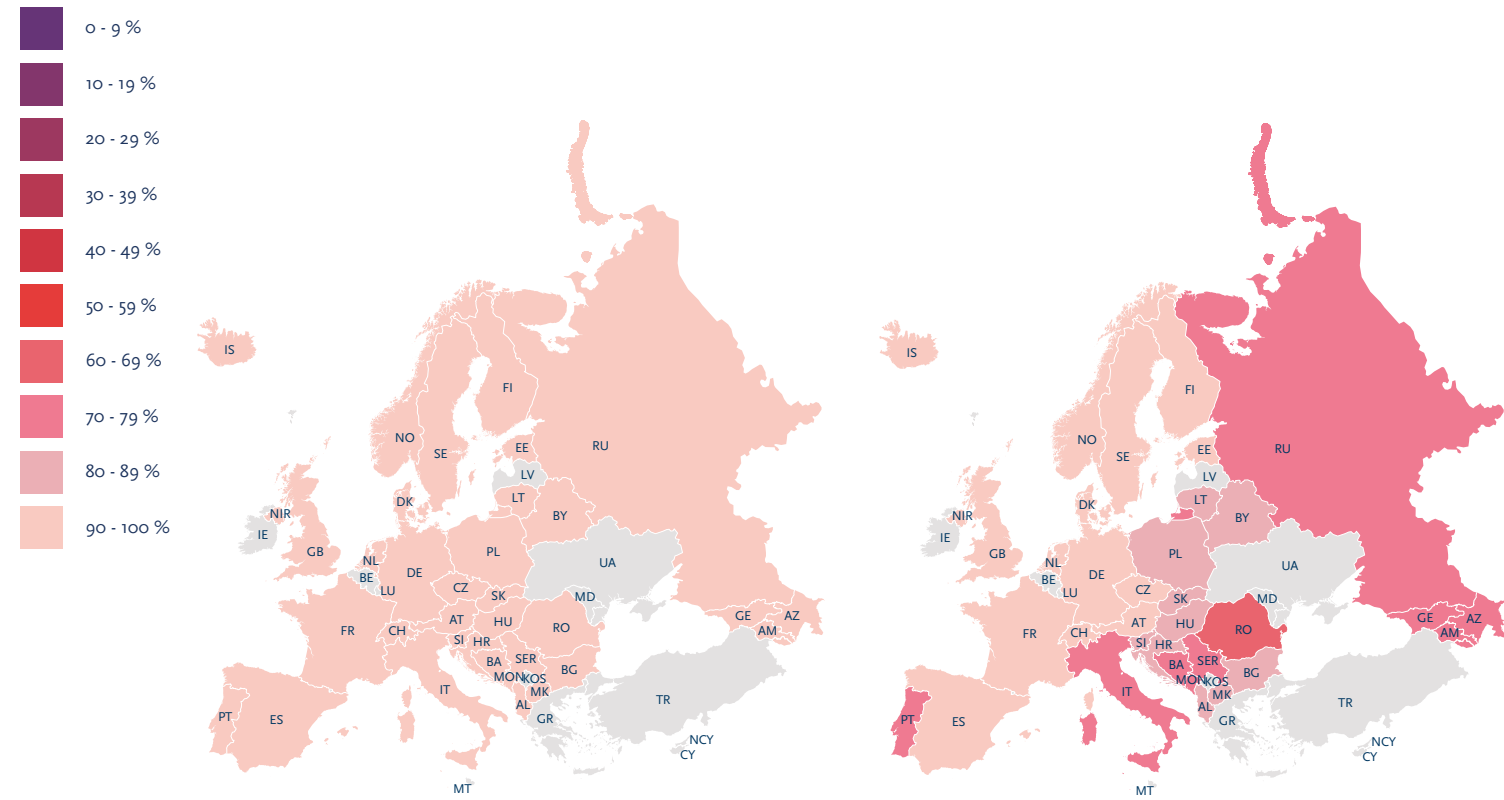 0 - 9 %
10 - 19 %
20 - 29 %
30 - 39 %
40 - 49 %
50 - 59 %
60 - 69 %
70 - 79 %
80 - 89 %
90 - 100 %
IS
FI
NO
SE
RU
EE
LV
LT
DK
BY
NIR
IE
GB
PL
NL
BE
DE
UA
LU
CZ
SK
MD
FR
CH
AT
HU
RO
GE
AZ
AM
SI
HR
BA
SER
MON
KOS
BG
MK
IT
AL
PT
ES
GR
TR
NCY
CY
MT
IS
FI
NO
SE
RU
EE
LV
LT
DK
BY
NIR
IE
GB
PL
NL
BE
DE
UA
LU
CZ
SK
MD
FR
CH
AT
HU
RO
GE
AZ
AM
SI
HR
BA
SER
MON
KOS
BG
MK
IT
AL
PT
ES
GR
TR
NCY
CY
MT